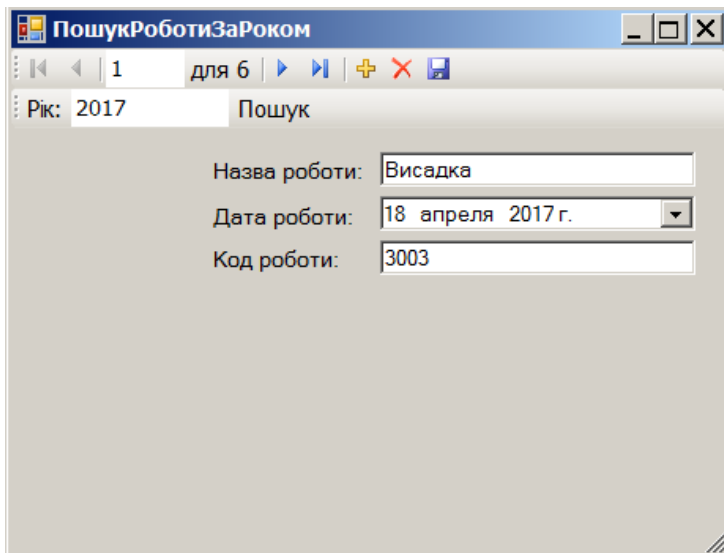 ПошукРоботиЗаРоком
1 для 6
Рік: 2017 Пошук
Назва роботи: Висадка
Дата роботи: 18 апреля 2017 г.
Код роботи: 3003